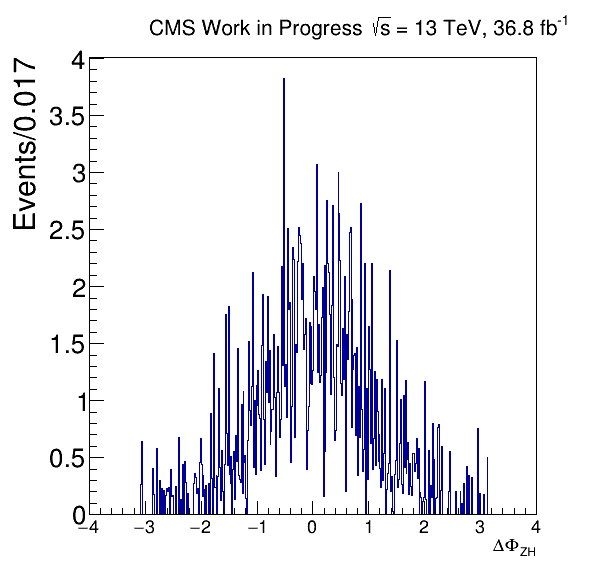 CMS Work in Progress √s = 13 TeV, 36.8 fb⁻¹
Events/0.017
4
3.5
3
2.5
2
1.5
1
0.5
0
−4 −3 −2 −1 0 1 2 3 4
ΔΦ_ZH